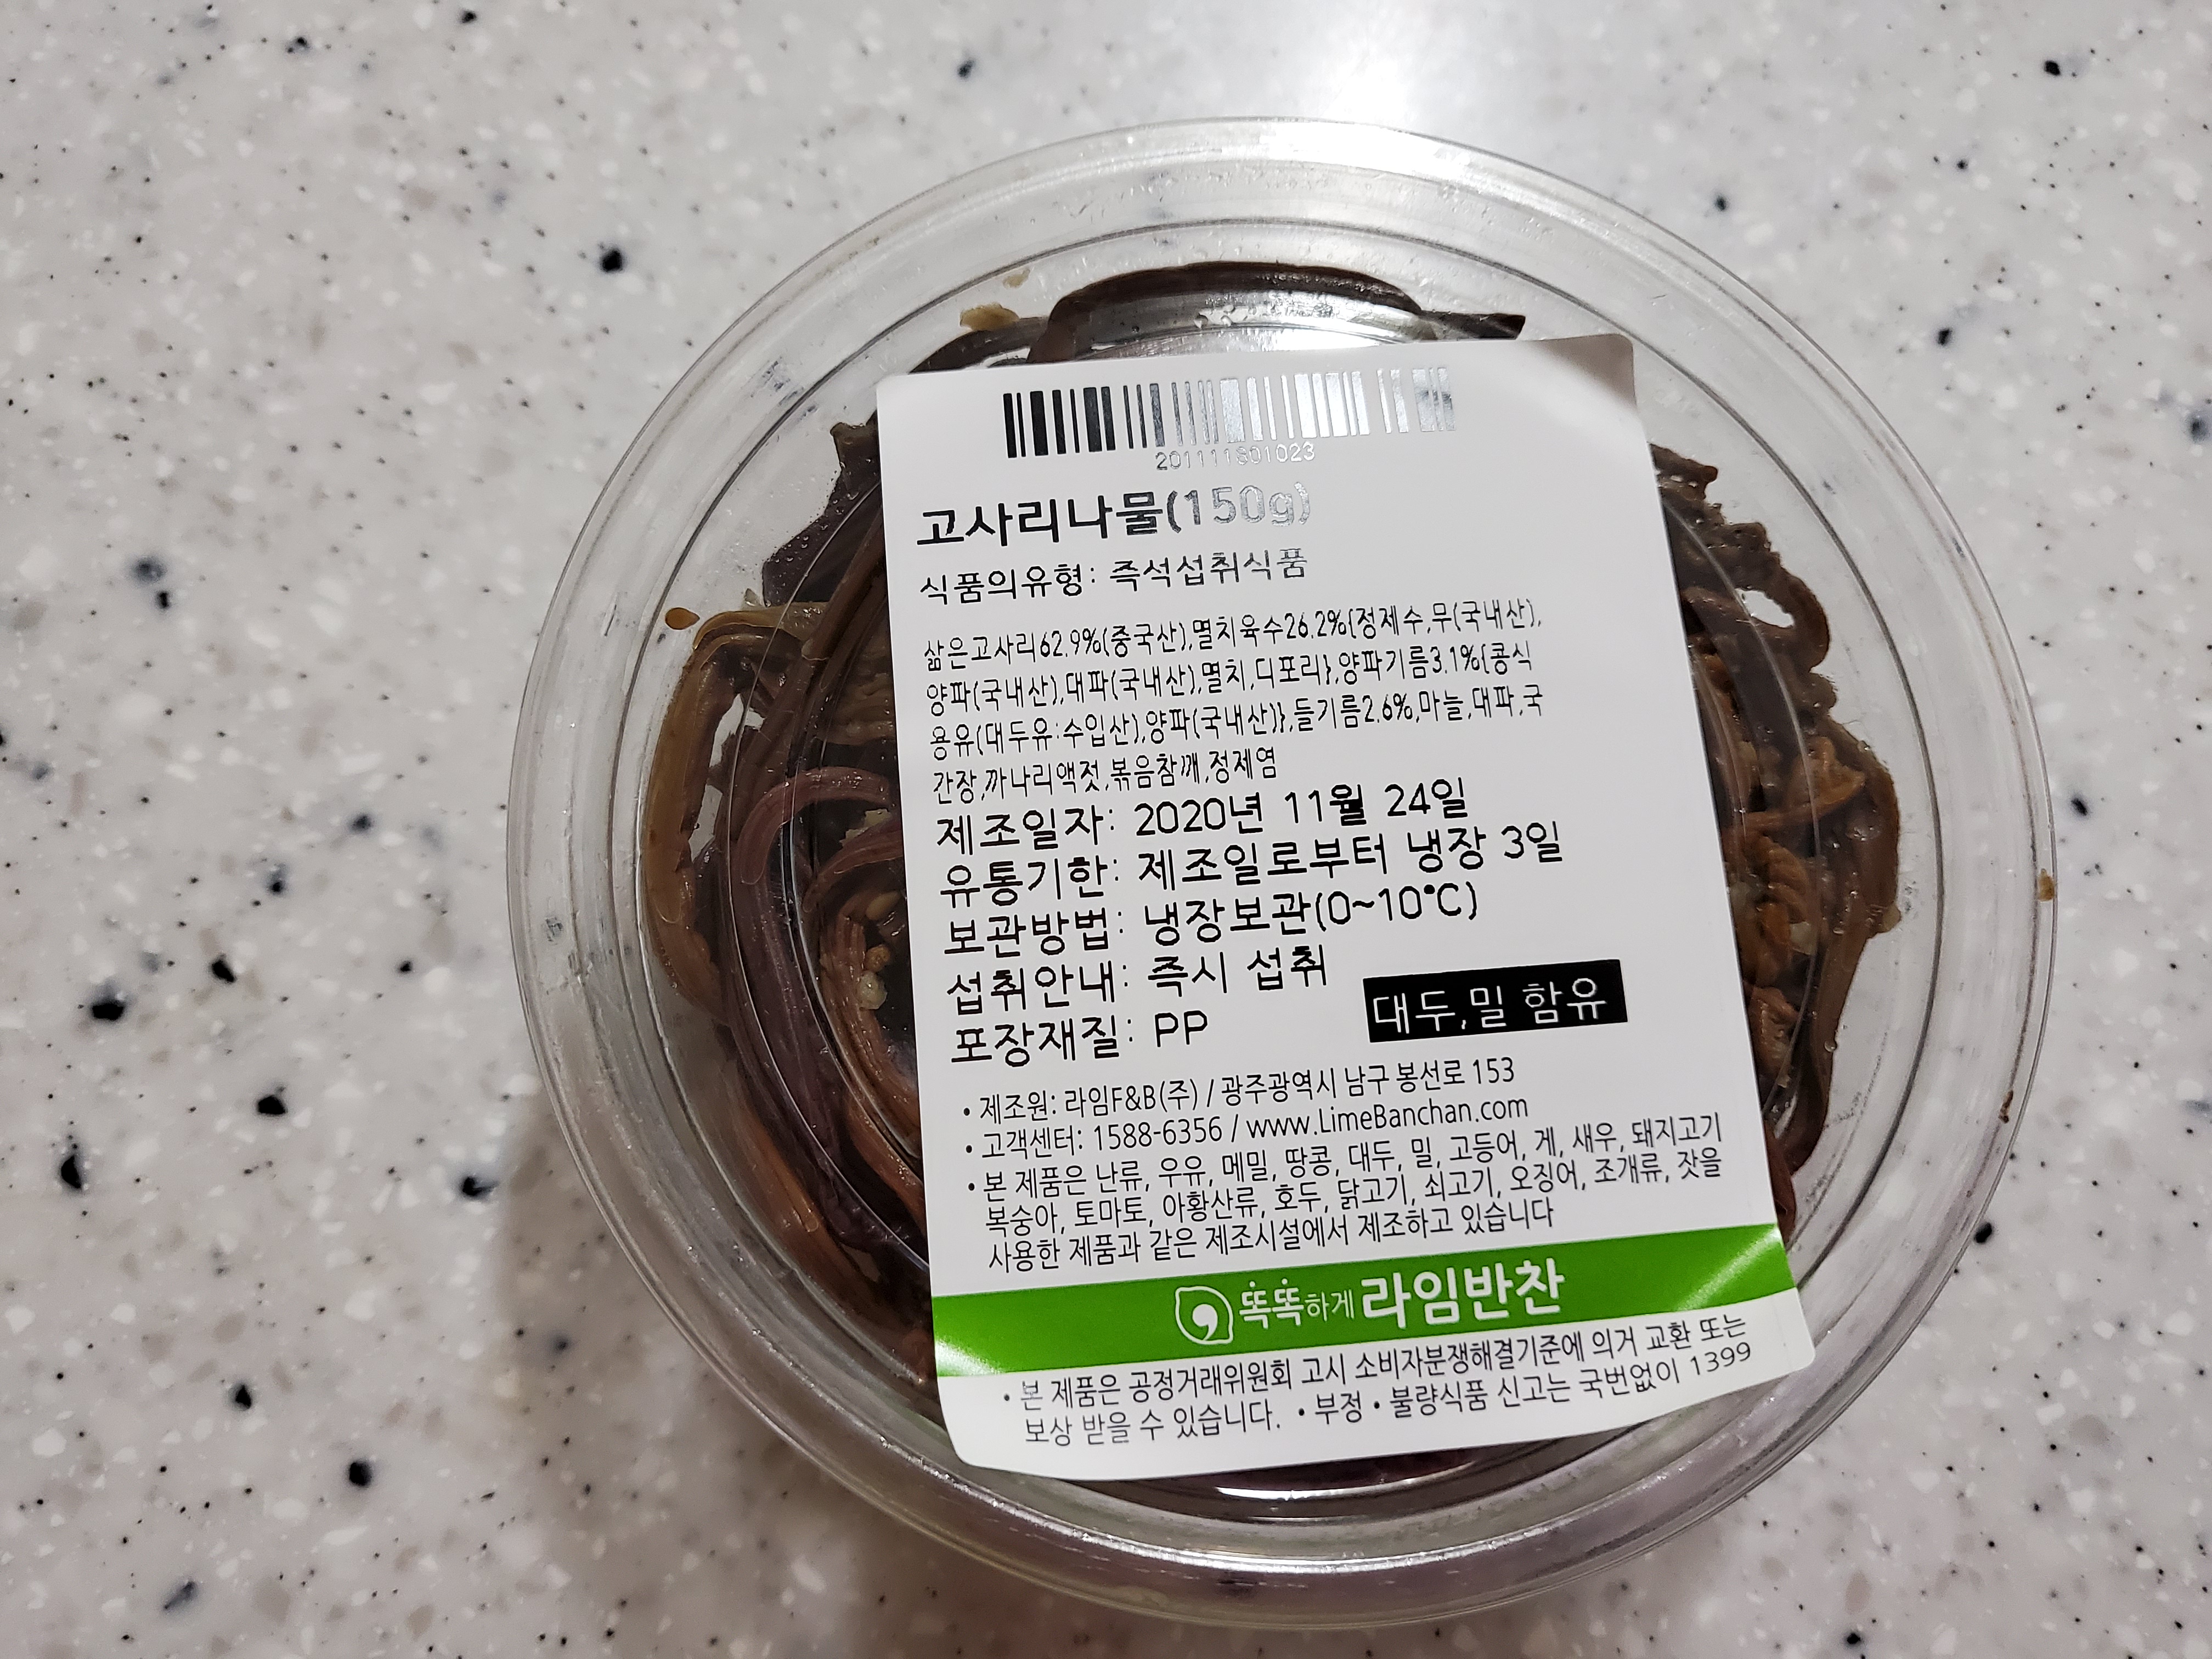 201111801023
고사리나물(150g)
식품의유형: 즉석섭취식품
삶은고사리62.9%(중국산),멸치육수26.2%{정제수,무(국내산),
양파(국내산),대파(국내산),멸치,디포리},양파기름3.1%{콩식
용유(대두유:수입산),양파(국내산)},들기름2.6%,마늘,대파,국
간장,까나리액젓,볶음참깨,정제염
제조일자: 2020년 11월 24일
유통기한: 제조일로부터 냉장 3일
보관방법: 냉장보관(0~10℃)
섭취안내: 즉시 섭취
포장재질: PP
대두,밀 함유
• 제조원: 라임F&B(주) / 광주광역시 남구 봉선로 153
• 고객센터: 1588-6356 / www.LimeBanchan.com
• 본 제품은 난류, 우유, 메밀, 땅콩, 대두, 밀, 고등어, 게, 새우, 돼지고기
복숭아, 토마토, 아황산류, 호두, 닭고기, 쇠고기, 오징어, 조개류, 잣을
사용한 제품과 같은 제조시설에서 제조하고 있습니다
똑똑하게 라임반찬
• 본 제품은 공정거래위원회 고시 소비자분쟁해결기준에 의거 교환 또는
보상 받을 수 있습니다. • 부정 • 불량식품 신고는 국번없이 1399